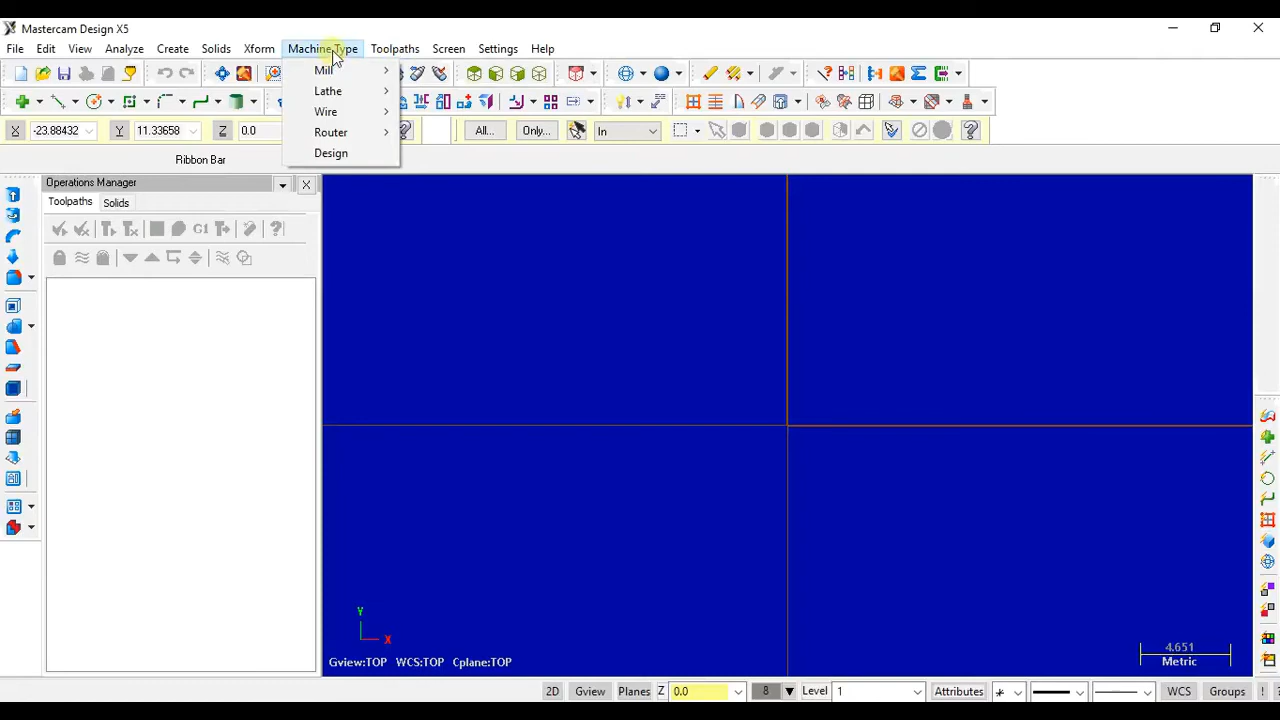 Mastercam Design X5
File Edit View Analyze Create Solids Xform Machine Type Toolpaths Screen Settings Help
Mill
Lathe
Wire
Router
Design
X -23.88432 Y 11.33658 Z 0.0 All... Only... In
Ribbon Bar
Operations Manager
Toolpaths Solids
G1
Y
X
Gview:TOP WCS:TOP Cplane:TOP
4.651
Metric
2D Gview Planes Z 0.0 8 Level 1 Attributes WCS Groups